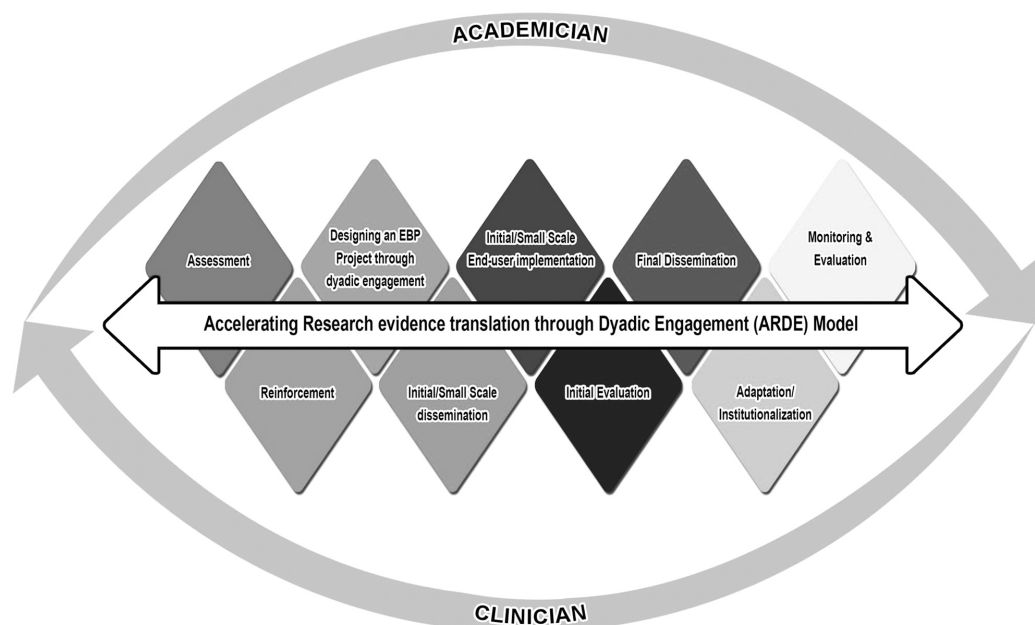 ACADEMICIAN
Assessment
Designing an EBP
Project through
dyadic engagement
Initial/Small Scale
End-user implementation
Final Dissemination
Monitoring &
Evaluation
Accelerating Research evidence translation through Dyadic Engagement (ARDE) Model
Reinforcement
Initial/Small Scale
dissemination
Initial Evaluation
Adaptation/
Institutionalization
CLINICIAN